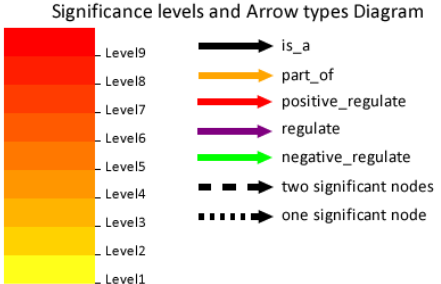 Significance levels and Arrow types Diagram
Level9
Level8
Level7
Level6
Level5
Level4
Level3
Level2
Level1
is_a
part_of
positive_regulate
regulate
negative_regulate
two significant nodes
one significant node